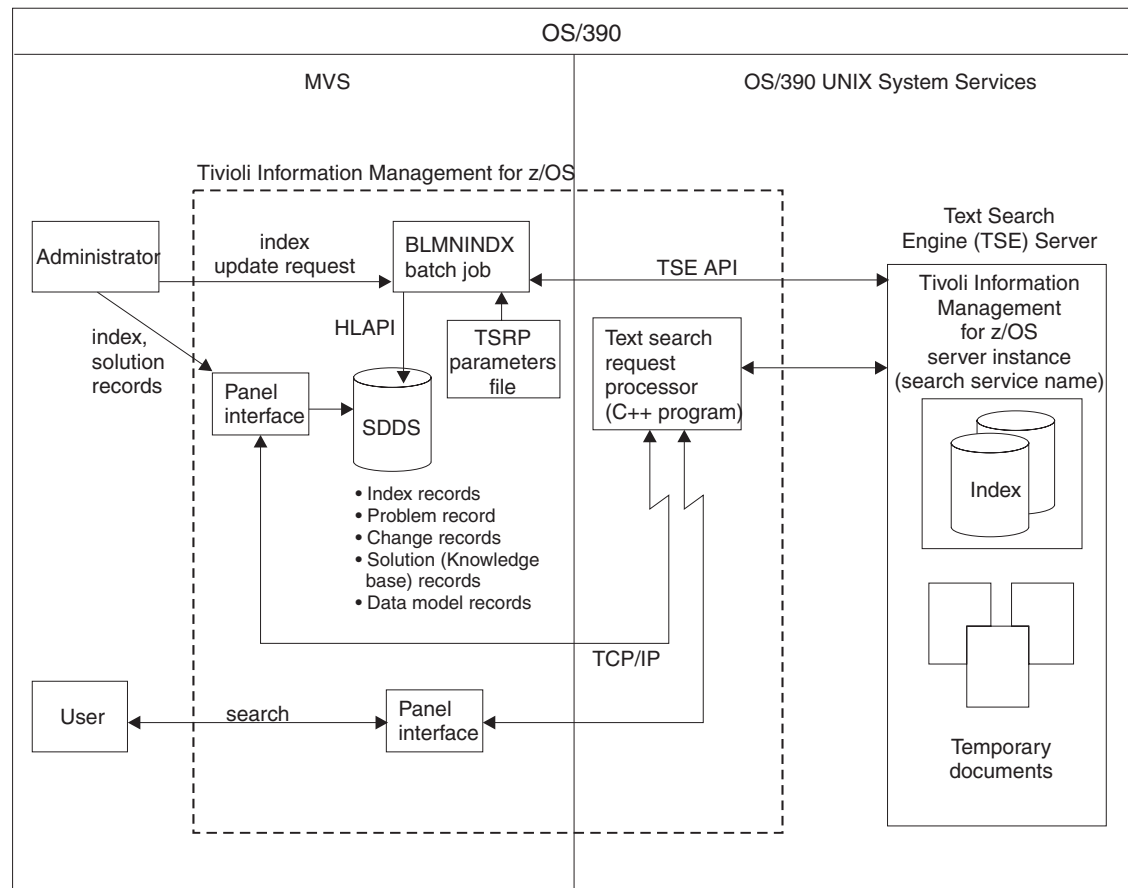 OS/390
MVS
OS/390 UNIX System Services
Tivoli Information Management for z/OS
Administrator
index
update request
BLMNINDX
batch job
TSE API
Text Search
Engine (TSE) Server
Tivoli Information
Management
for z/OS
server instance
(search service name)
Index
Temporary
documents
index,
solution
records
HLAPI
TSRP
parameters
file
Text search
request
processor
(C++ program)
Panel
interface
SDDS
• Index records
• Problem record
• Change records
• Solution (Knowledge
base) records
• Data model records
TCP/IP
User
search
Panel
interface